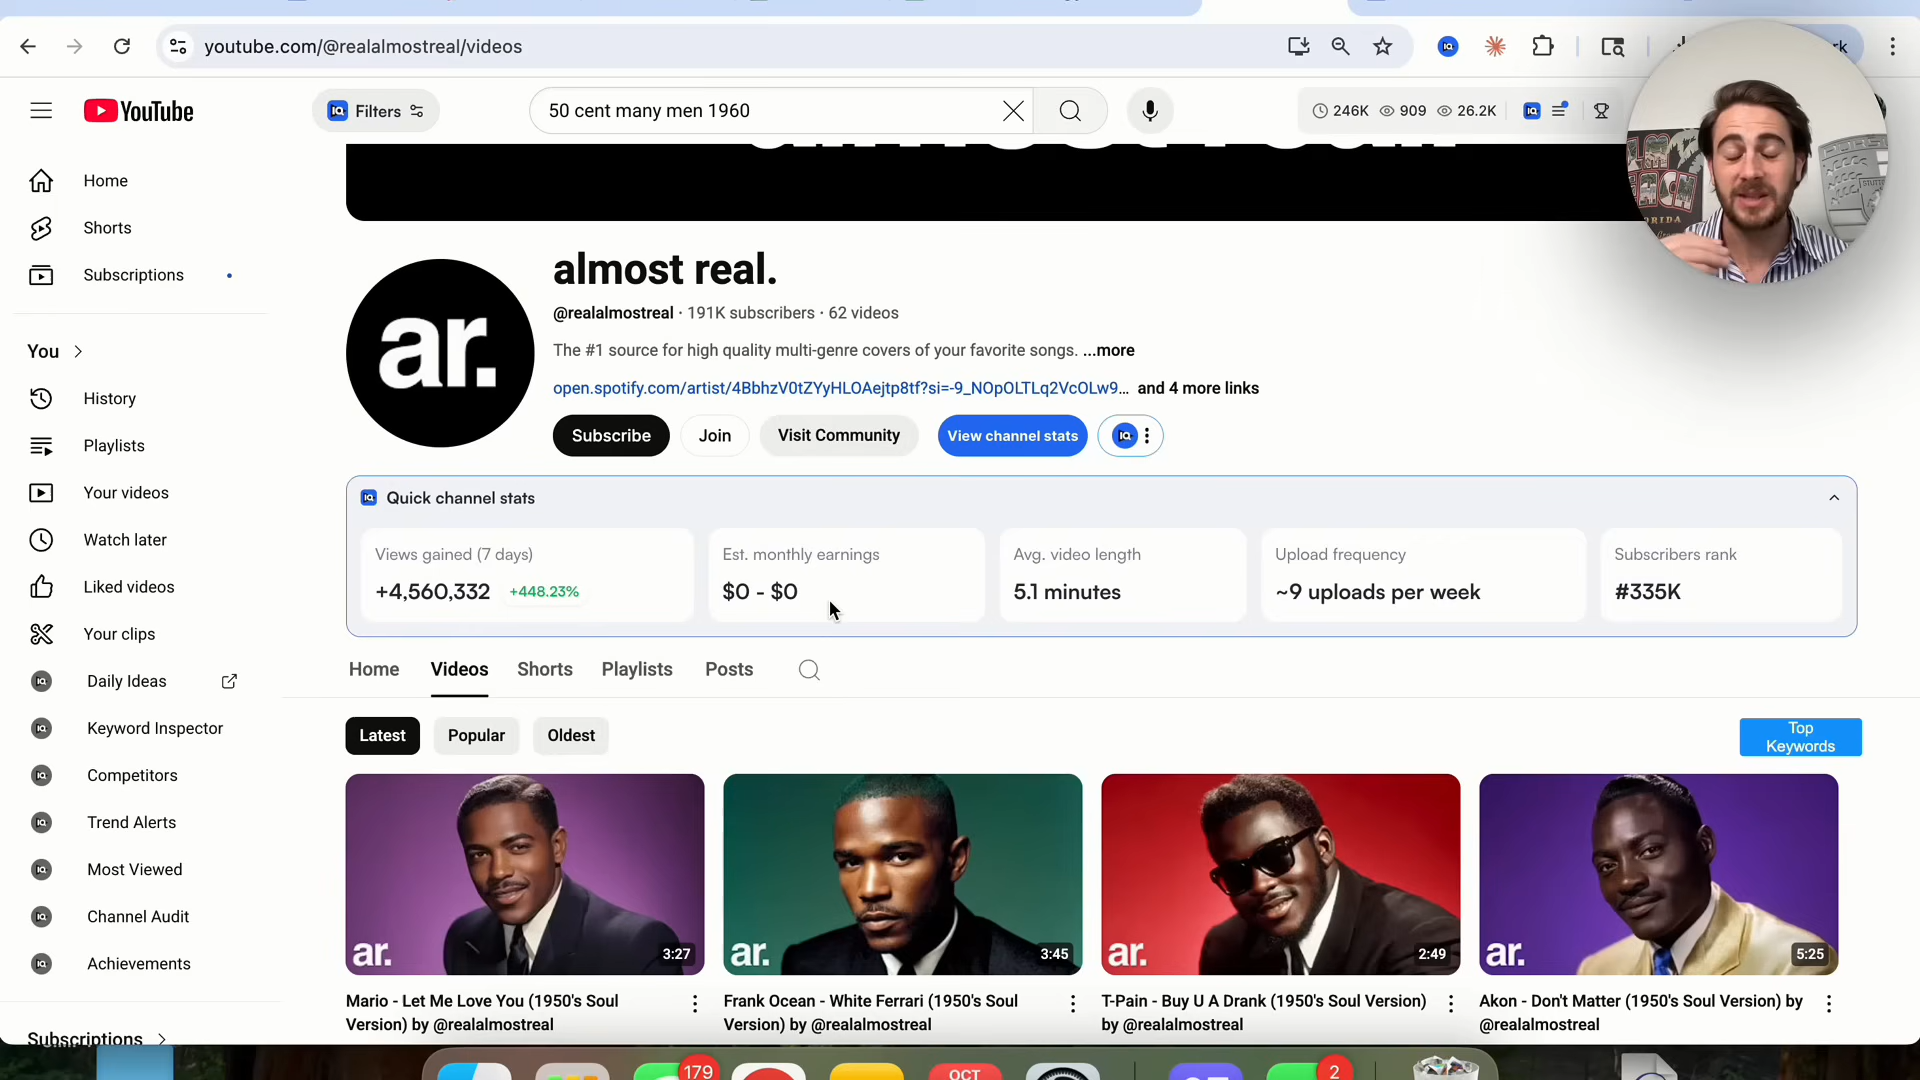 youtube.com/@realalmostreal/videos
YouTube
Filters
50 cent many men 1960
246K
909
26.2K
Home
Shorts
Subscriptions
You
History
Playlists
Your videos
Watch later
Liked videos
Your clips
Daily Ideas
Keyword Inspector
Competitors
Trend Alerts
Most Viewed
Channel Audit
Achievements
Subscriptions
ar.
almost real.
@realalmostreal · 191K subscribers · 62 videos
The #1 source for high quality multi-genre covers of your favorite songs. ...more
open.spotify.com/artist/4BbhzV0tZYyHLOAejtp8tf?si=-9_NOpOLTLq2VcOLw9... and 4 more links
Subscribe
Join
Visit Community
View channel stats
Quick channel stats
Views gained (7 days)
+4,560,332 +448.23%
Est. monthly earnings
$0 - $0
Avg. video length
5.1 minutes
Upload frequency
~9 uploads per week
Subscribers rank
#335K
Home
Videos
Shorts
Playlists
Posts
Latest
Popular
Oldest
Top
Keywords
ar.
3:27
Mario - Let Me Love You (1950's Soul
Version) by @realalmostreal
ar.
3:45
Frank Ocean - White Ferrari (1950's Soul
Version) by @realalmostreal
ar.
2:49
T-Pain - Buy U A Drank (1950's Soul Version)
by @realalmostreal
ar.
5:25
Akon - Don't Matter (1950's Soul Version) by
@realalmostreal
179
OCT
2